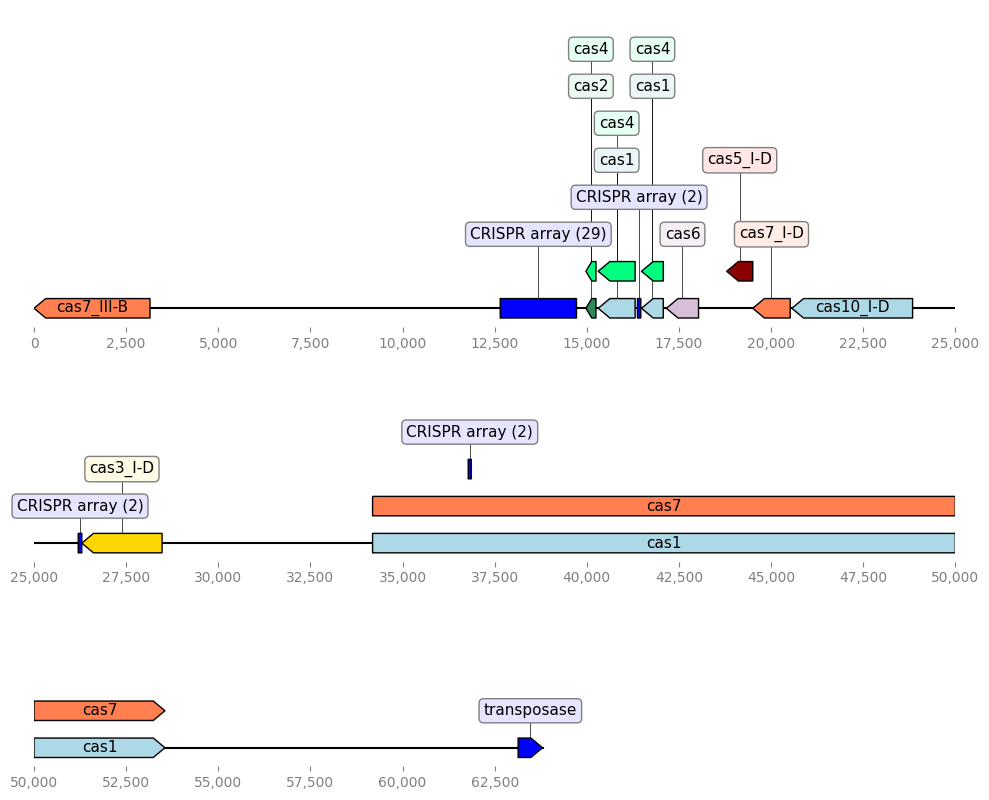 cas4 cas4
cas2 cas1
cas4
cas1 cas5_I-D
CRISPR array (2)
CRISPR array (29) cas6 cas7_I-D
cas7_III-B cas10_I-D
0 2,500 5,000 7,500 10,000 12,500 15,000 17,500 20,000 22,500 25,000
CRISPR array (2)
cas3_I-D
CRISPR array (2) cas7
cas1
25,000 27,500 30,000 32,500 35,000 37,500 40,000 42,500 45,000 47,500 50,000
cas7 transposase
cas1
50,000 52,500 55,000 57,500 60,000 62,500